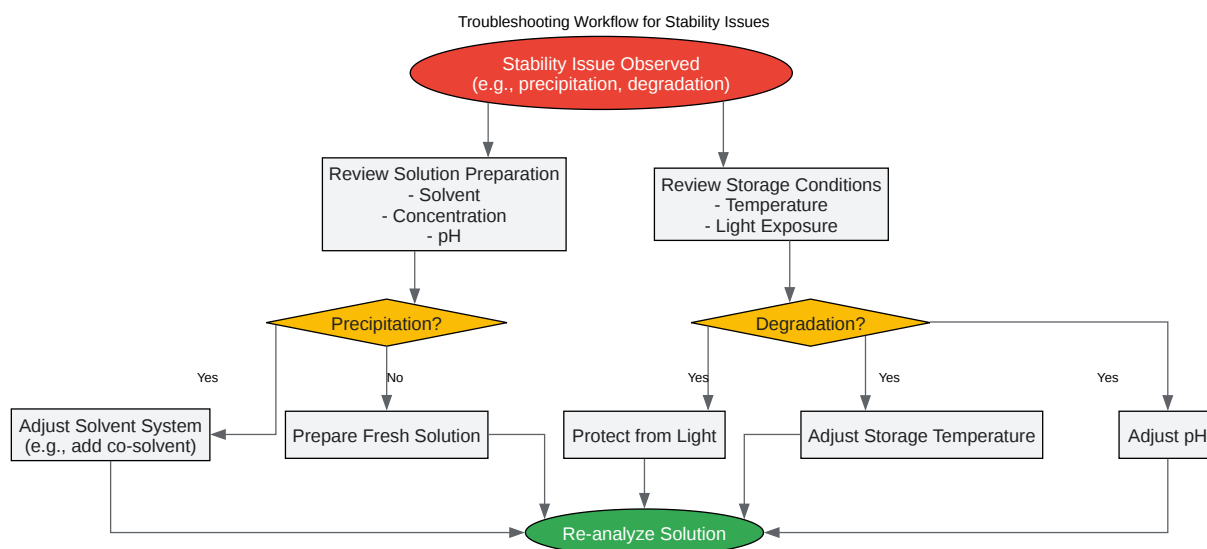 Troubleshooting Workflow for Stability Issues
Stability Issue Observed
(e.g., precipitation, degradation)
Review Solution Preparation
- Solvent
- Concentration
- pH
Review Storage Conditions
- Temperature
- Light Exposure
Precipitation?
Degradation?
Yes
No
Yes
Yes
Yes
Adjust Solvent System
(e.g., add co-solvent)
Prepare Fresh Solution
Protect from Light
Adjust Storage Temperature
Adjust pH
Re-analyze Solution